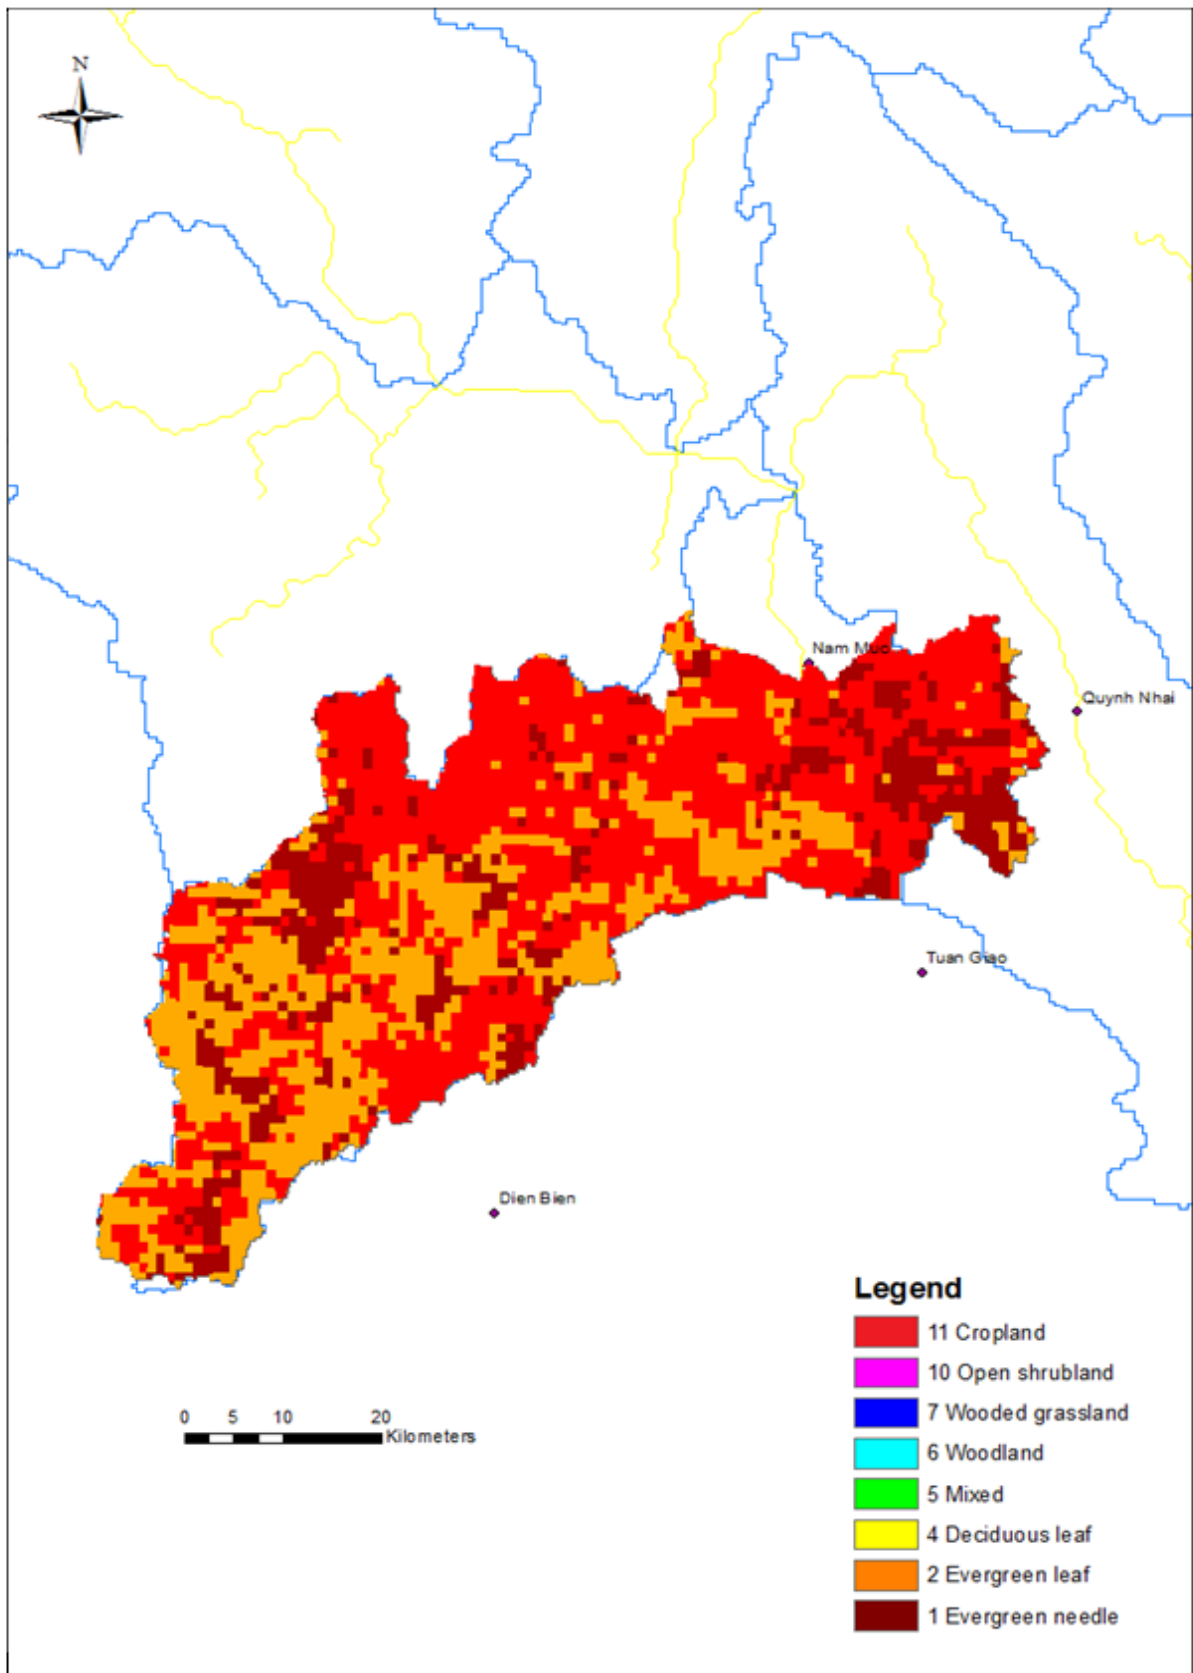 N
Nam Muc
Quynh Nhai
Tuan Giao
Dien Bien
Legend
11 Cropland
10 Open shrubland
7 Wooded grassland
6 Woodland
5 Mixed
4 Deciduous leaf
2 Evergreen leaf
1 Evergreen needle
0 5 10 20
Kilometers